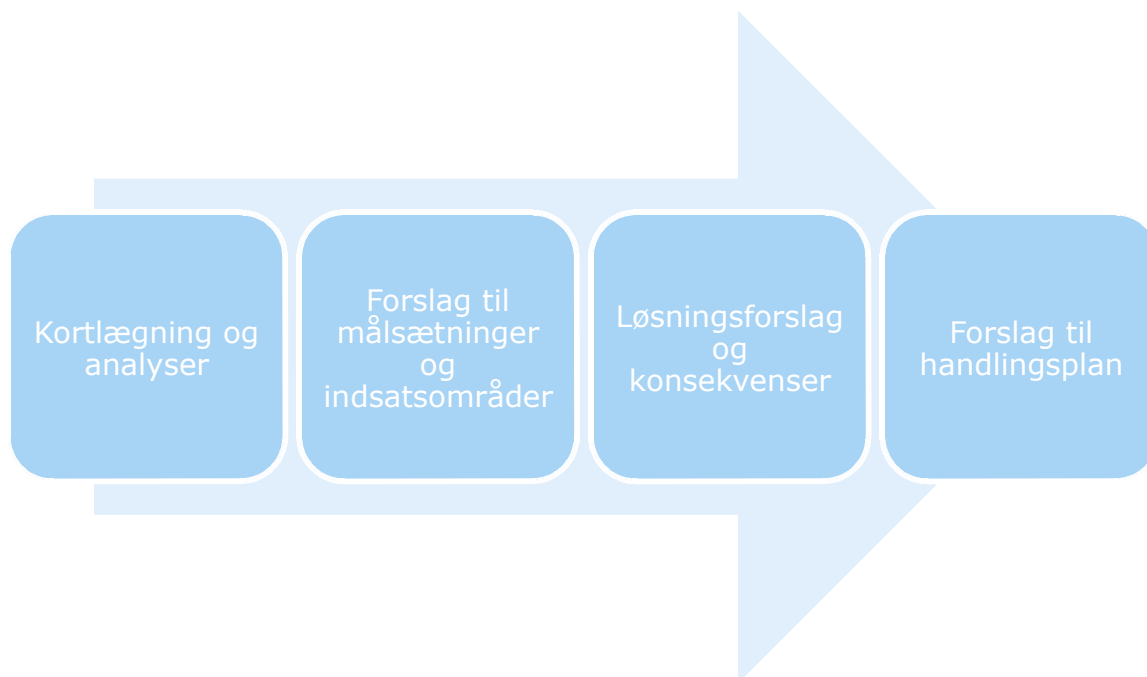 Kortlægning og
analyser
Forslag til
målsætninger
og
indsatsområder
Løsningsforslag
og
konsekvenser
Forslag til
handlingsplan